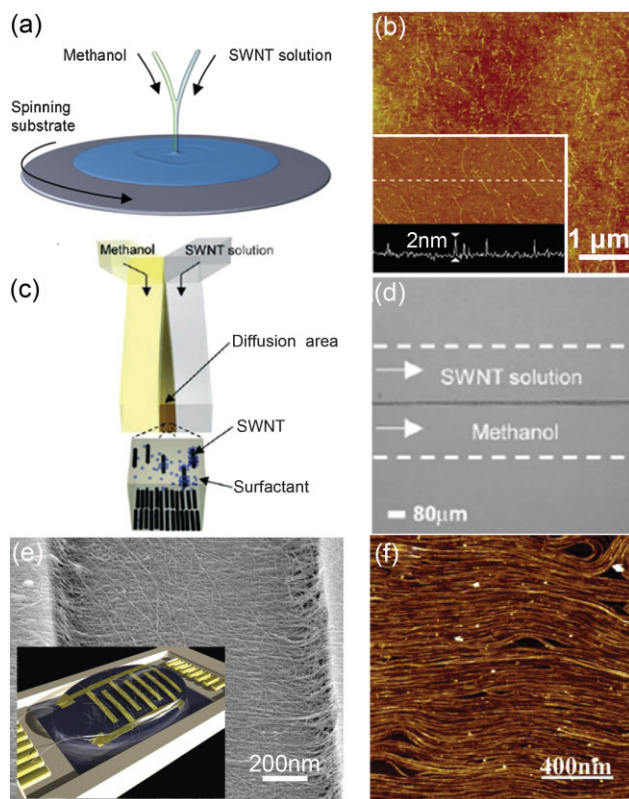 (a)
Methanol
SWNT solution
Spinning
substrate
(b)
2nm
1 μm
(c)
Methanol
SWNT solution
Diffusion area
SWNT
Surfactant
(d)
SWNT solution
Methanol
80μm
(e)
200nm
(f)
400nm